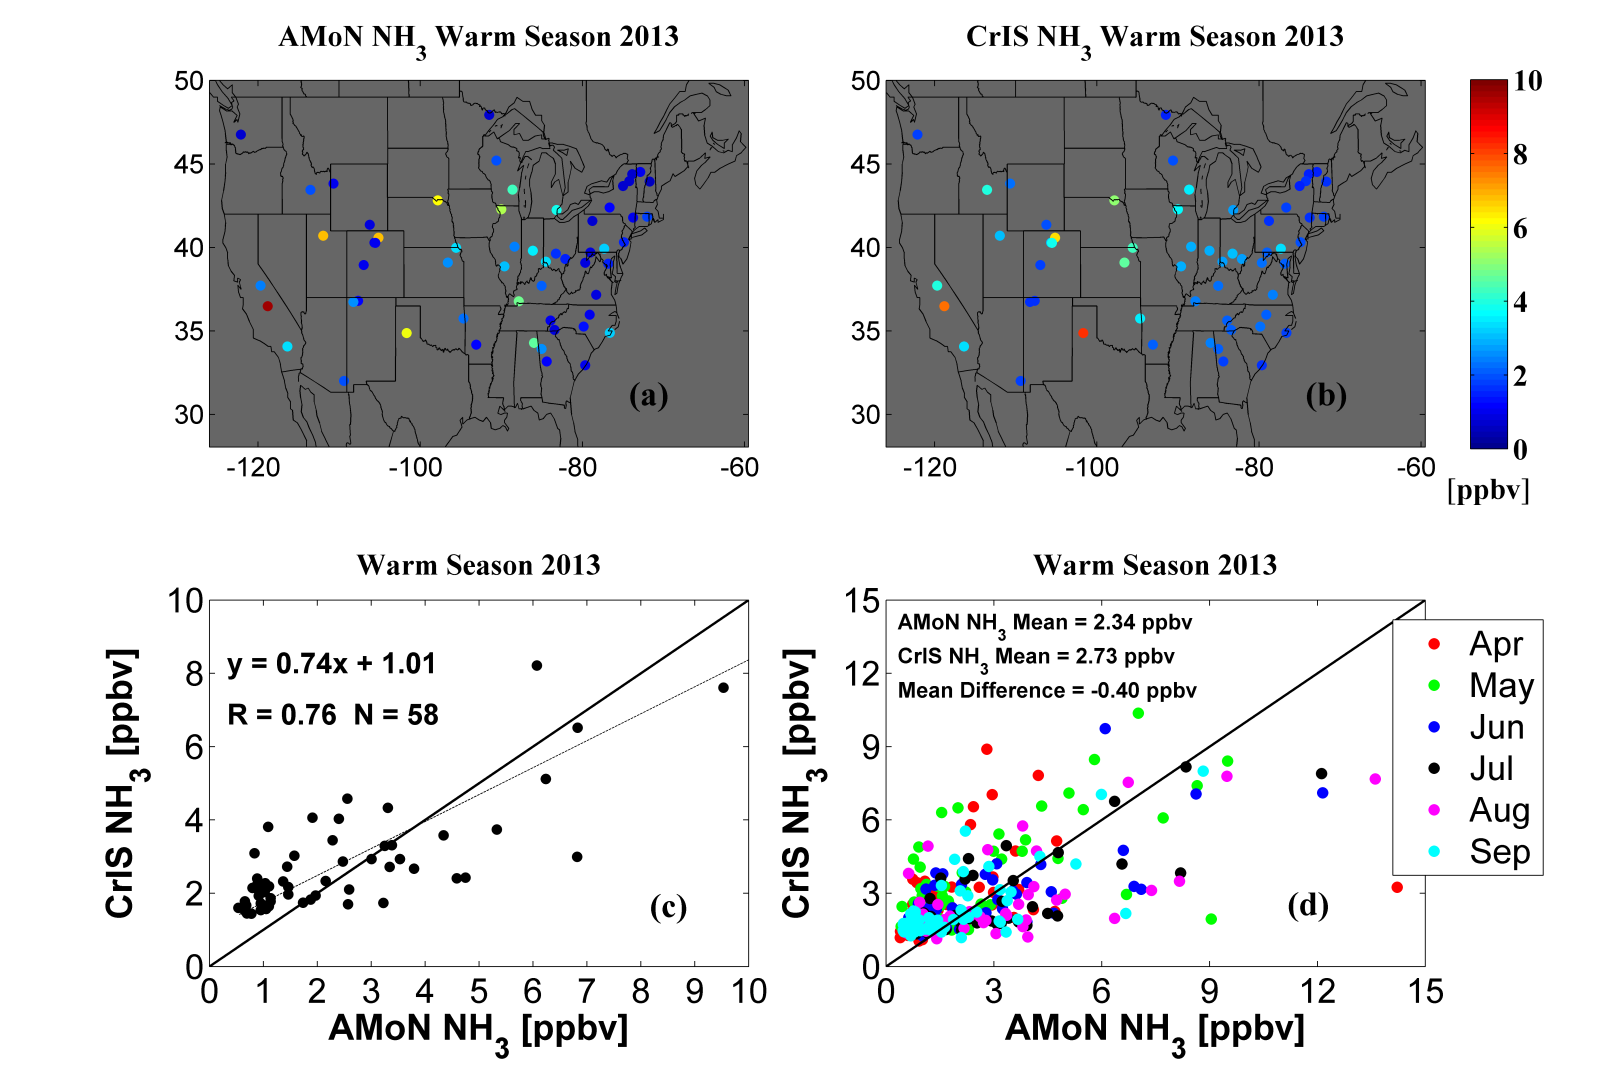 AMoN NH3 Warm Season 2013
CrIS NH3 Warm Season 2013
50
45
40
35
30
-120 -100 -80 -60
(a)
50
45
40
35
30
-120 -100 -80 -60
(b)
10
8
6
4
2
0
[ppbv]
Warm Season 2013
10
8
6
4
2
0
CrIS NH3 [ppbv]
y = 0.74x + 1.01
R = 0.76 N = 58
(c)
0 1 2 3 4 5 6 7 8 9 10
AMoN NH3 [ppbv]
Warm Season 2013
15
12
9
6
3
0
CrIS NH3 [ppbv]
AMoN NH3 Mean = 2.34 ppbv
CrIS NH3 Mean = 2.73 ppbv
Mean Difference = -0.40 ppbv
(d)
0 3 6 9 12 15
AMoN NH3 [ppbv]
Apr
May
Jun
Jul
Aug
Sep